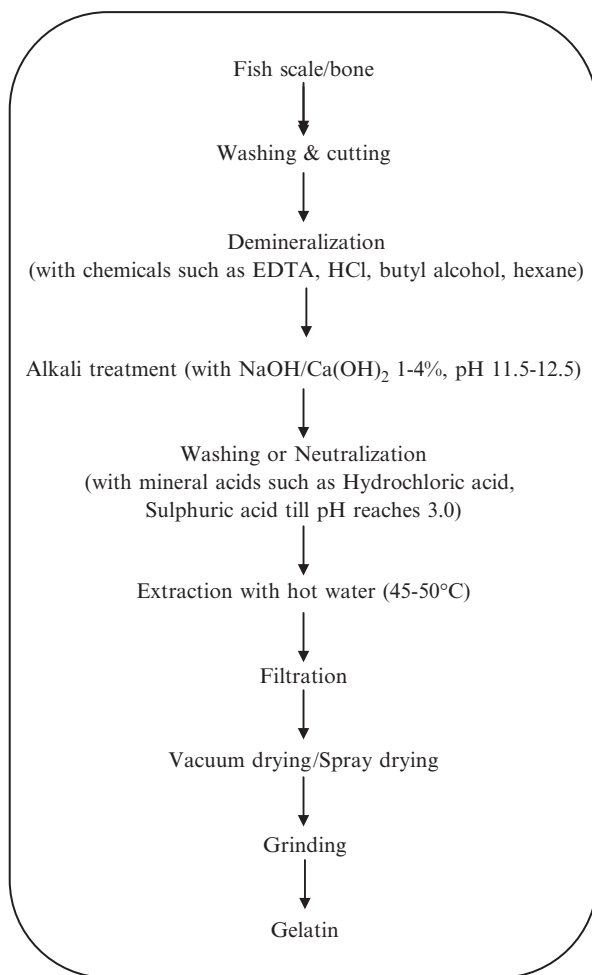 Fish scale/bone
Washing & cutting
Demineralization
(with chemicals such as EDTA, HCl, butyl alcohol, hexane)
Alkali treatment (with NaOH/Ca(OH)₂ 1-4%, pH 11.5-12.5)
Washing or Neutralization
(with mineral acids such as Hydrochloric acid,
Sulphuric acid till pH reaches 3.0)
Extraction with hot water (45-50°C)
Filtration
Vacuum drying/Spray drying
Grinding
Gelatin